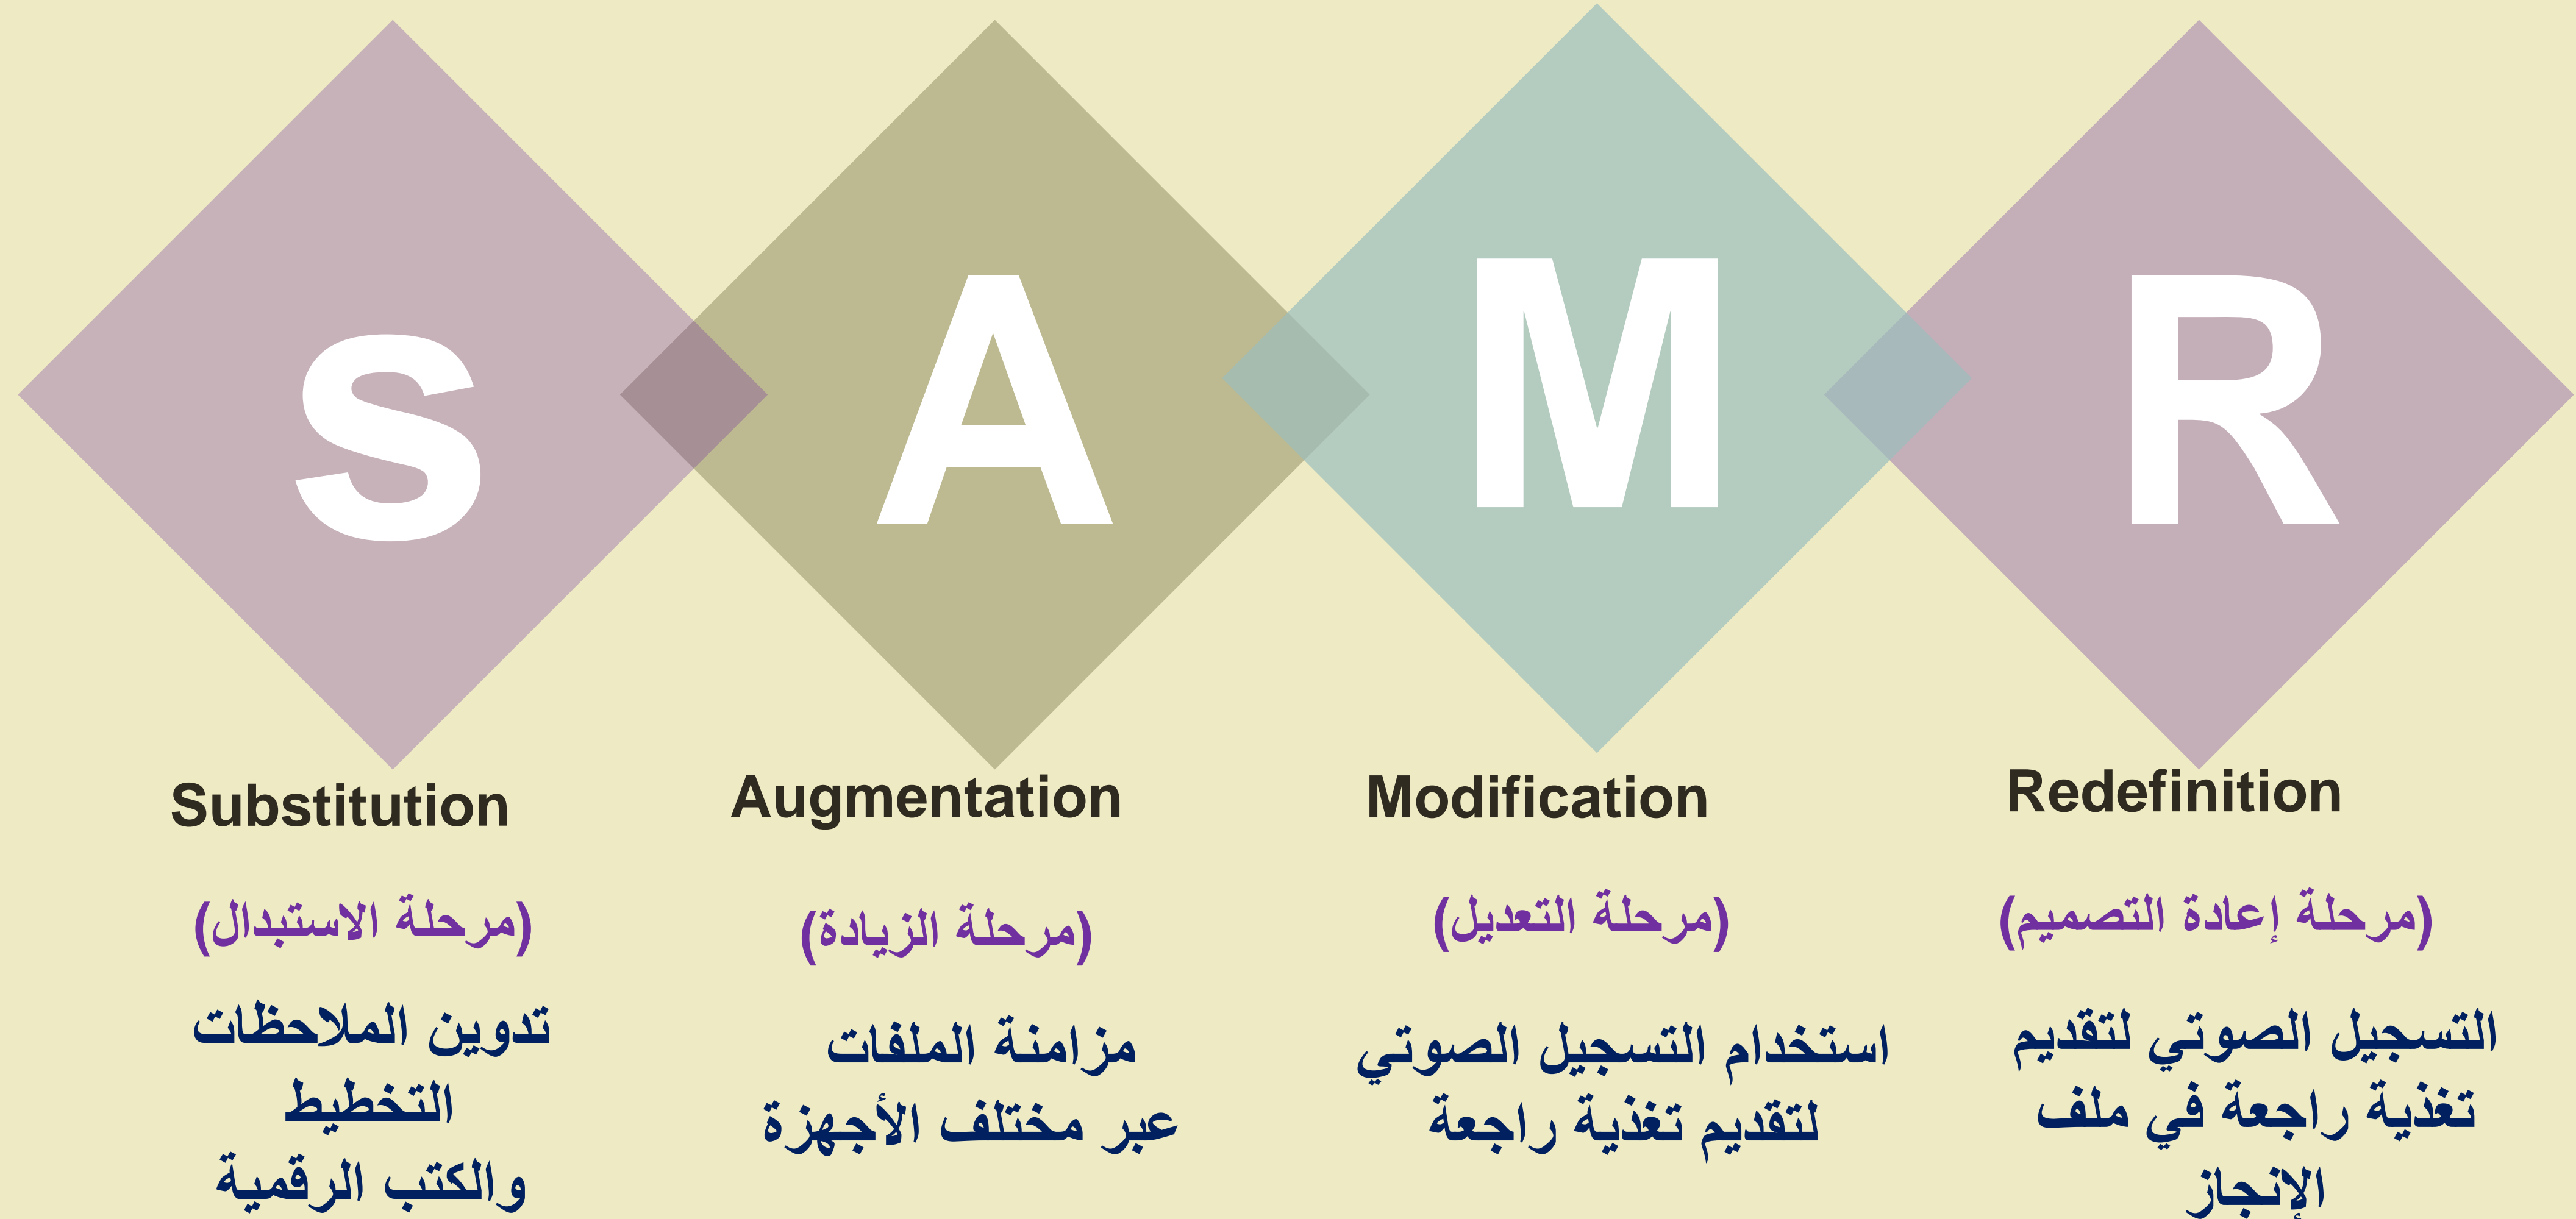 s
A
M
R
Substitution
(مرحلة الاستبدال)
تدوين الملاحظات
التخطيط
والكتب الرقمية
Augmentation
(مرحلة الزيادة)
مزامنة الملفات
عبر مختلف الأجهزة
Modification
(مرحلة التعديل)
استخدام التسجيل الصوتي
لتقديم تغذية راجعة
Redefinition
(مرحلة إعادة التصميم)
التسجيل الصوتي لتقديم
تغذية راجعة في ملف
الإنجاز